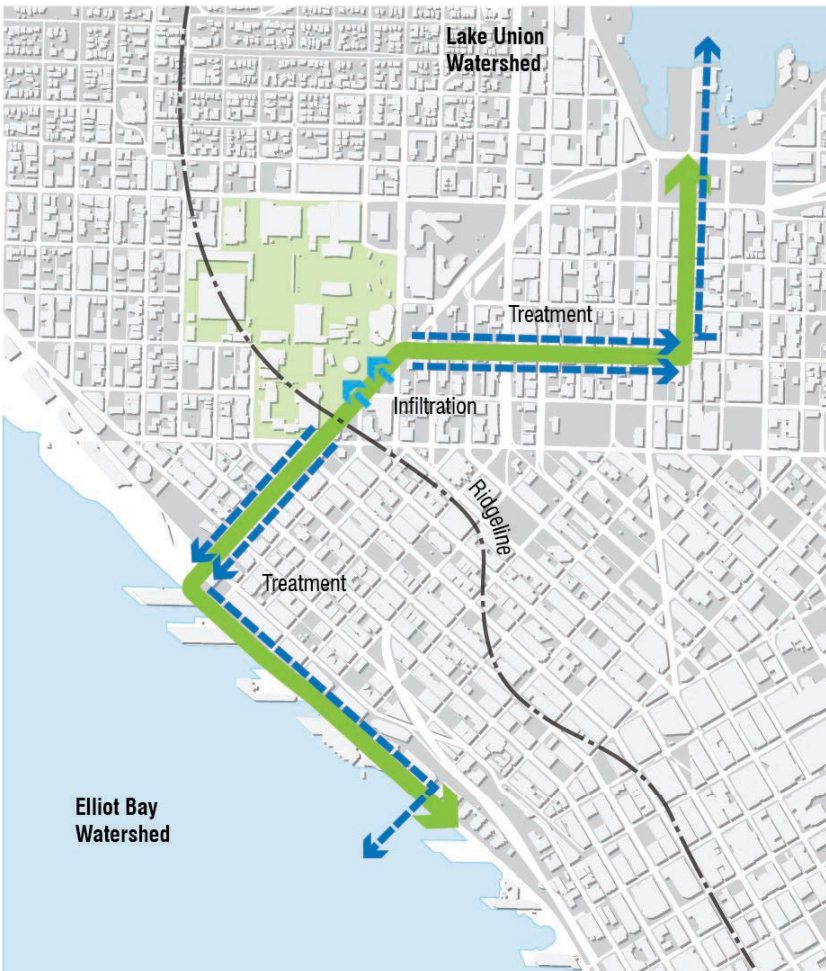 Lake Union
Watershed
Treatment
Infiltration
Ridgeline
Treatment
Elliot Bay
Watershed